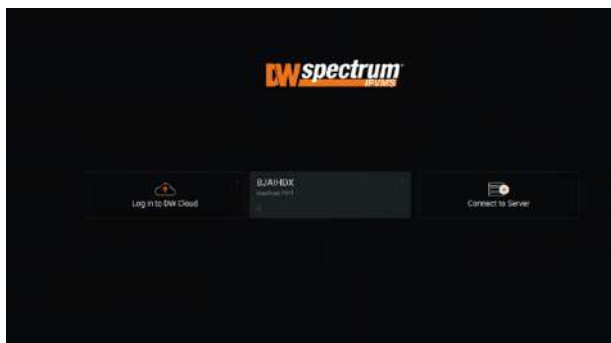 DW spectrum
IPVMS
Log in to DW Cloud
BJAIHDX
Connect to Server